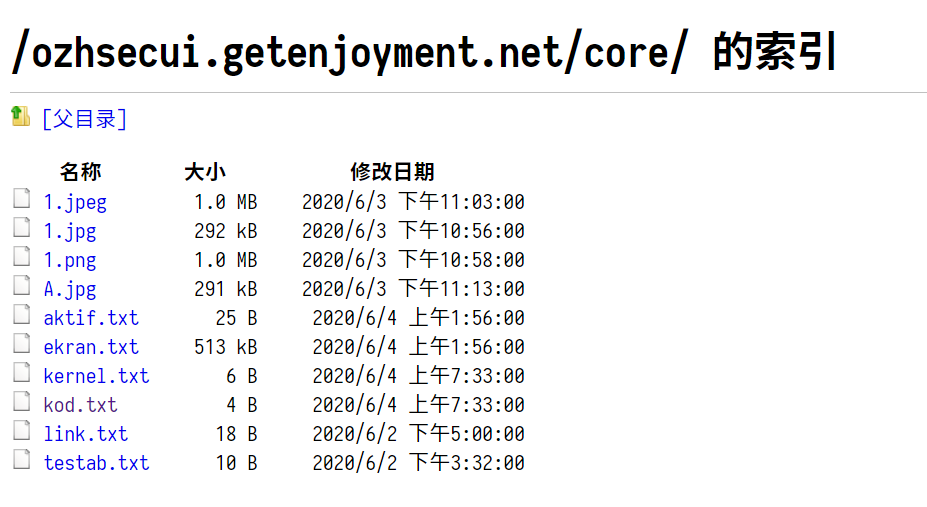 /ozhsecui.getenjoyment.net/core/ 的索引
[父目录]
名称 大小 修改日期
1.jpeg 1.0 MB 2020/6/3 下午11:03:00
1.jpg 292 kB 2020/6/3 下午10:56:00
1.png 1.0 MB 2020/6/3 下午10:58:00
A.jpg 291 kB 2020/6/3 下午11:13:00
aktif.txt 25 B 2020/6/4 上午1:56:00
ekran.txt 513 kB 2020/6/4 上午1:56:00
kernel.txt 6 B 2020/6/4 上午7:33:00
kod.txt 4 B 2020/6/4 上午7:33:00
link.txt 18 B 2020/6/2 下午5:00:00
testab.txt 10 B 2020/6/2 下午3:32:00